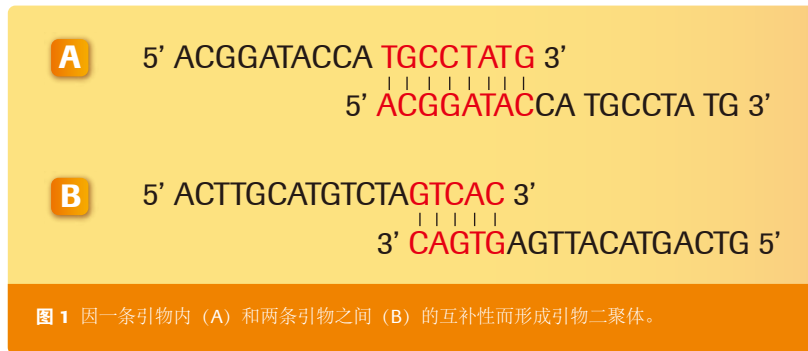 A 5’ ACGGATACCA TGCCTATG 3’
5’ ACGGATACCA TGCCTA TG 3’
B 5’ ACTTGCATGTCTAGTCAC 3’
3’ CAGTGAGTTACATGACTG 5’
图 1 因一条引物内（A）和两条引物之间（B）的互补性而形成引物二聚体。